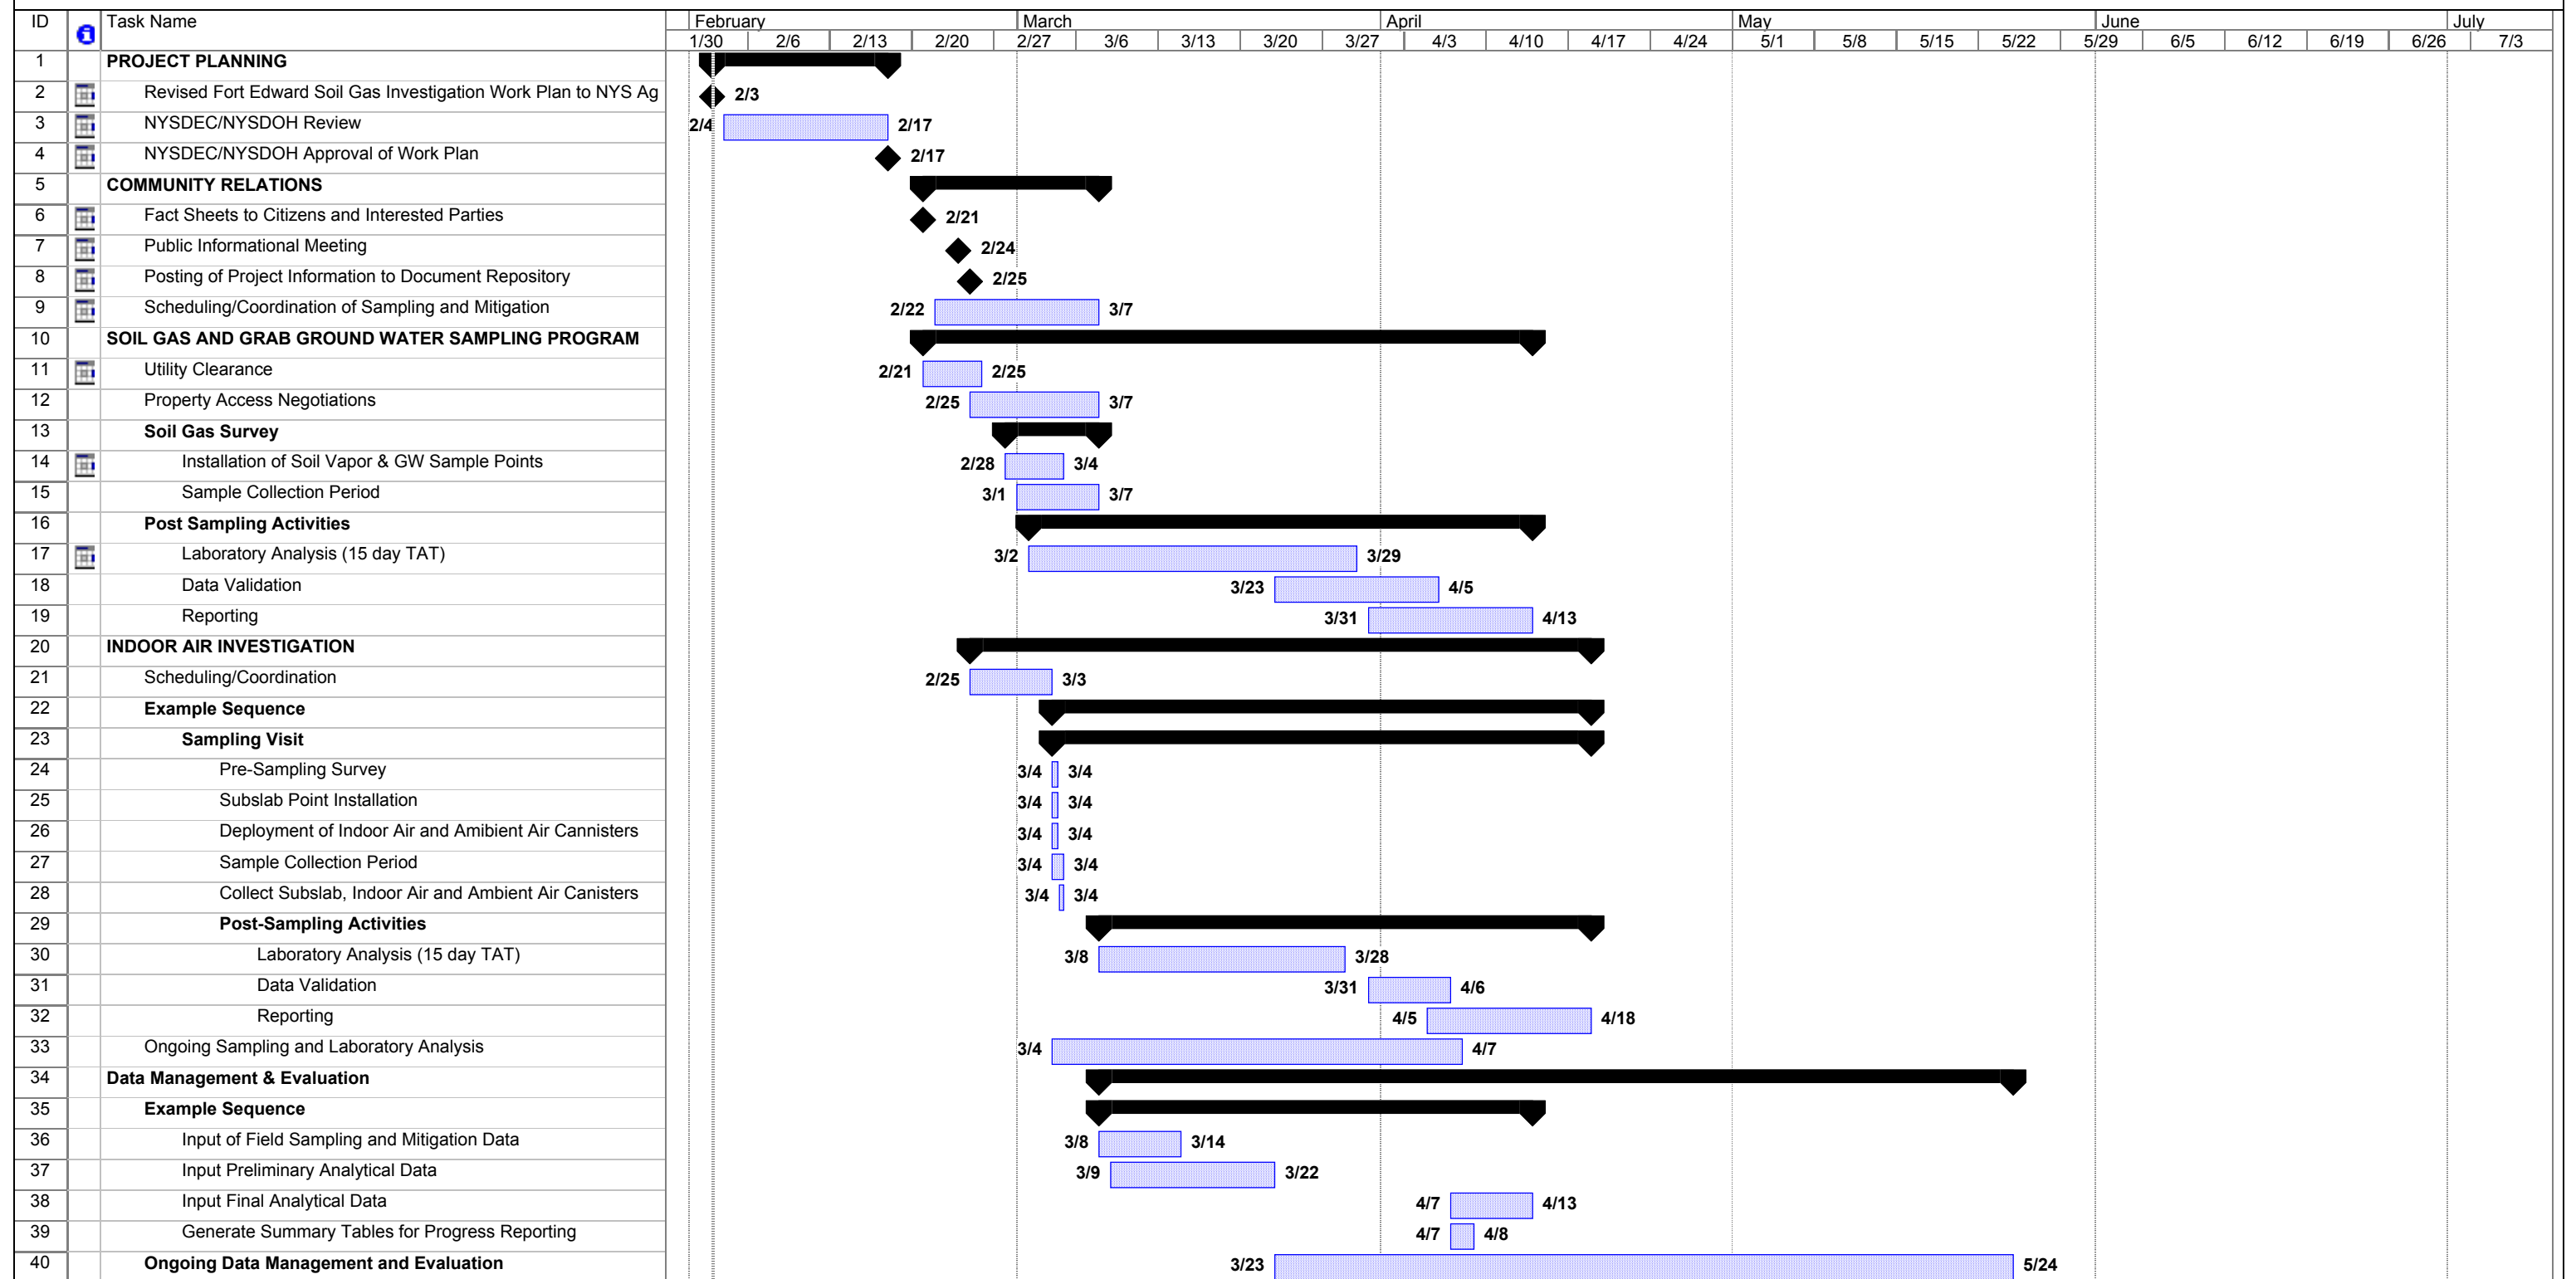 ID Task Name February March April May June July
1/30 2/6 2/13 2/20 2/27 3/6 3/13 3/20 3/27 4/3 4/10 4/17 4/24 5/1 5/8 5/15 5/22 5/29 6/5 6/12 6/19 6/26 7/3
1 PROJECT PLANNING
2 Revised Fort Edward Soil Gas Investigation Work Plan to NYS Ag 2/3
3 NYSDEC/NYSDOH Review 2/4 2/17
4 NYSDEC/NYSDOH Approval of Work Plan 2/17
5 COMMUNITY RELATIONS
6 Fact Sheets to Citizens and Interested Parties 2/21
7 Public Informational Meeting 2/24
8 Posting of Project Information to Document Repository 2/25
9 Scheduling/Coordination of Sampling and Mitigation 2/22 3/7
10 SOIL GAS AND GRAB GROUND WATER SAMPLING PROGRAM
11 Utility Clearance 2/21 2/25
12 Property Access Negotiations 2/25 3/7
13 Soil Gas Survey
14 Installation of Soil Vapor & GW Sample Points 2/28 3/4
15 Sample Collection Period 3/1 3/7
16 Post Sampling Activities
17 Laboratory Analysis (15 day TAT) 3/2 3/29
18 Data Validation 3/23 4/5
19 Reporting 3/31 4/13
20 INDOOR AIR INVESTIGATION
21 Scheduling/Coordination 2/25 3/3
22 Example Sequence
23 Sampling Visit
24 Pre-Sampling Survey 3/4 3/4
25 Subslab Point Installation 3/4 3/4
26 Deployment of Indoor Air and Amibient Air Cannisters 3/4 3/4
27 Sample Collection Period 3/4 3/4
28 Collect Subslab, Indoor Air and Ambient Air Canisters 3/4 3/4
29 Post-Sampling Activities
30 Laboratory Analysis (15 day TAT) 3/8 3/28
31 Data Validation 3/31 4/6
32 Reporting 4/5 4/18
33 Ongoing Sampling and Laboratory Analysis 3/4 4/7
34 Data Management & Evaluation
35 Example Sequence
36 Input of Field Sampling and Mitigation Data 3/8 3/14
37 Input Preliminary Analytical Data 3/9 3/22
38 Input Final Analytical Data 4/7 4/13
39 Generate Summary Tables for Progress Reporting 4/7 4/8
40 Ongoing Data Management and Evaluation 3/23 5/24